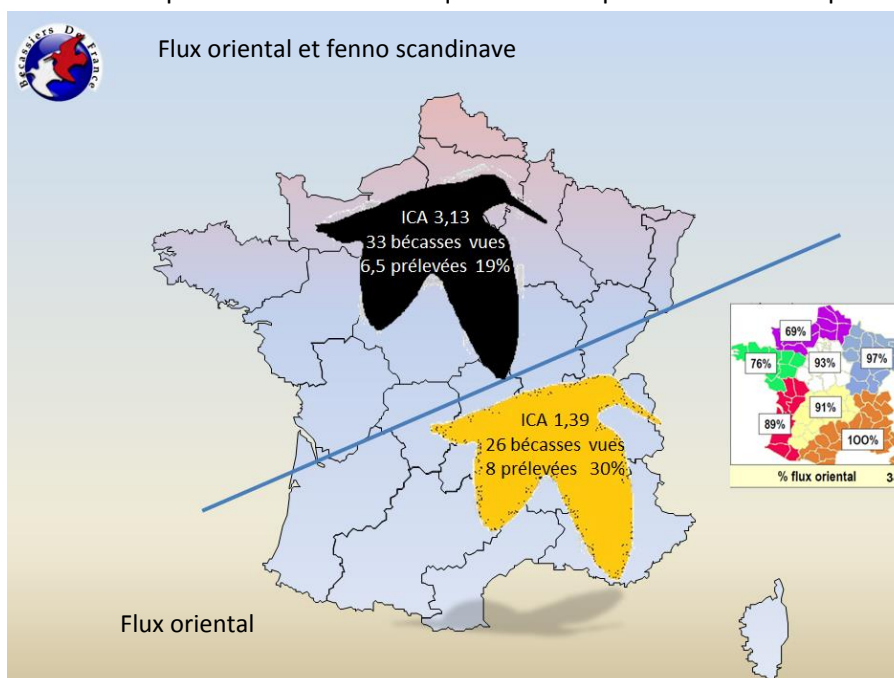 Bécassiers De France
Flux oriental et fenno scandinave
ICA 3,13
33 bécasses vues
6,5 prélevées 19%
69%
76%
93%
97%
91%
89%
100%
% flux oriental
ICA 1,39
26 bécasses vues
8 prélevées 30%
Flux oriental